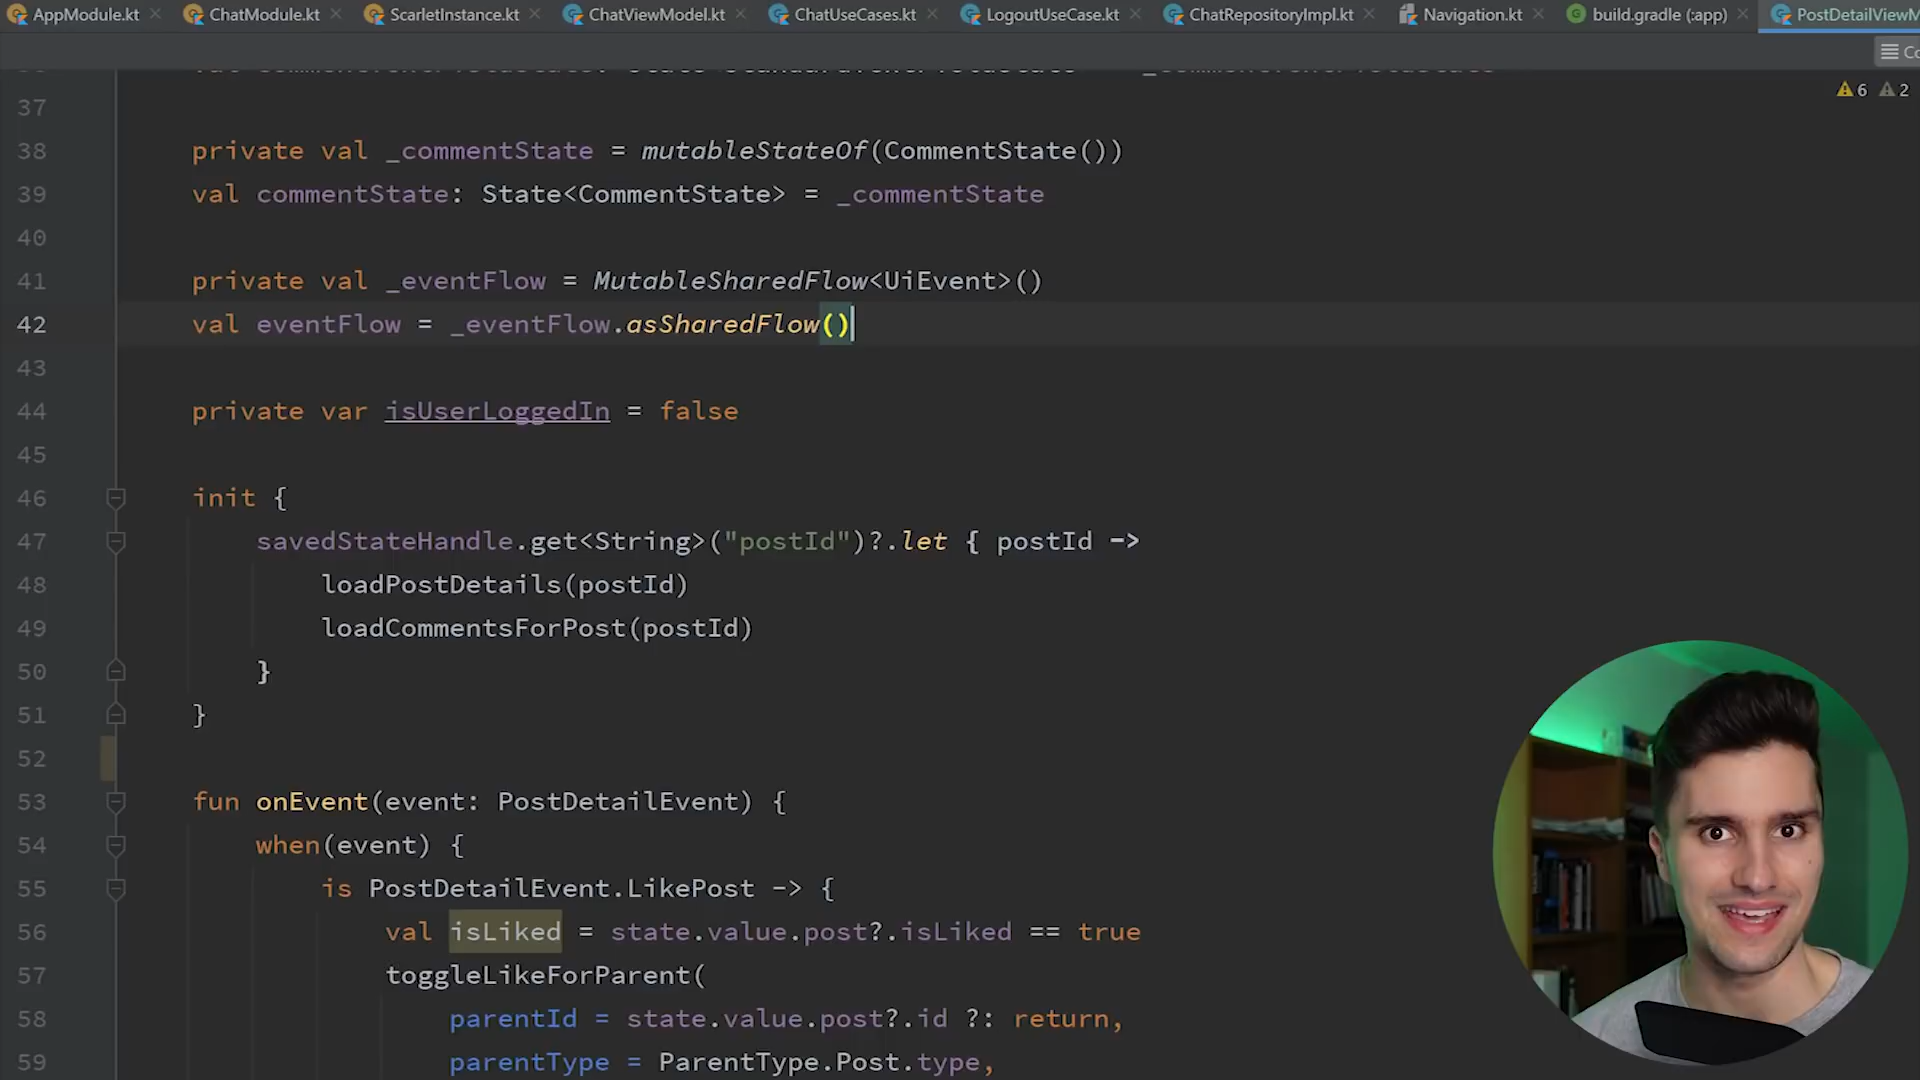 AppModule.kt ChatModule.kt ScarletInstance.kt ChatViewModel.kt ChatUseCases.kt LogoutUseCase.kt ChatRepositoryImpl.kt Navigation.kt build.gradle (:app) PostDetailViewM
Co
6 2
37
38 private val _commentState = mutableStateOf(CommentState())
39 val commentState: State<CommentState> = _commentState
40
41 private val _eventFlow = MutableSharedFlow<UiEvent>()
42 val eventFlow = _eventFlow.asSharedFlow()
43
44 private var isUserLoggedIn = false
45
46 init {
47 savedStateHandle.get<String>("postId")?.let { postId ->
48 loadPostDetails(postId)
49 loadCommentsForPost(postId)
50 }
51 }
52
53 fun onEvent(event: PostDetailEvent) {
54 when(event) {
55 is PostDetailEvent.LikePost -> {
56 val isLiked = state.value.post?.isLiked == true
57 toggleLikeForParent(
58 parentId = state.value.post?.id ?: return,
59 parentType = ParentType.Post.type,